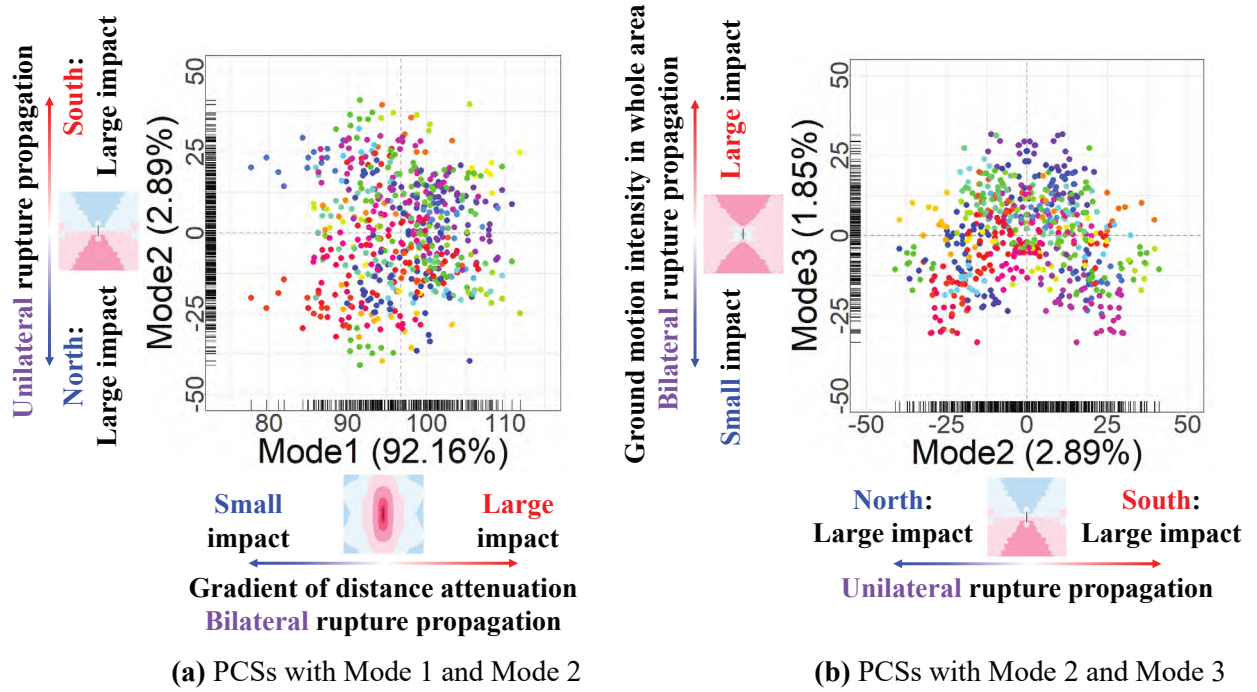 Unilateral rupture propagation
South:
Large impact
North:
Large impact
Mode2 (2.89%)
50
25
0
-25
-50
80
90
100
110
Mode1 (92.16%)
Small
impact
Large
impact
Gradient of distance attenuation
Bilateral rupture propagation
(a) PCSs with Mode 1 and Mode 2
Ground motion intensity in whole area
Bilateral rupture propagation
Large impact
Small impact
Mode3 (1.85%)
50
25
0
-25
-50
-50
-25
0
25
50
Mode2 (2.89%)
North:
Large impact
South:
Large impact
Unilateral rupture propagation
(b) PCSs with Mode 2 and Mode 3